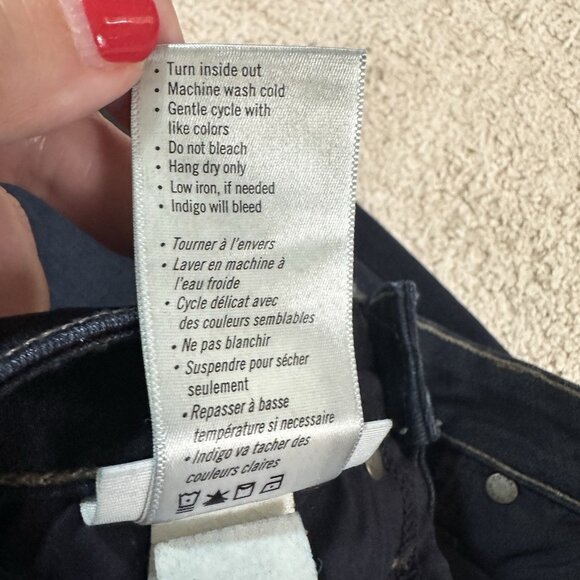 • Turn inside out
• Machine wash cold
• Gentle cycle with
like colors
• Do not bleach
• Hang dry only
• Low iron, if needed
• Indigo will bleed
• Tourner à l'envers
• Laver en machine à
l'eau froide
• Cycle délicat avec
des couleurs semblables
• Ne pas blanchir
• Suspendre pour sécher
seulement
• Repasser à basse
température si necessaire
• Indigo va tacher des
couleurs claires